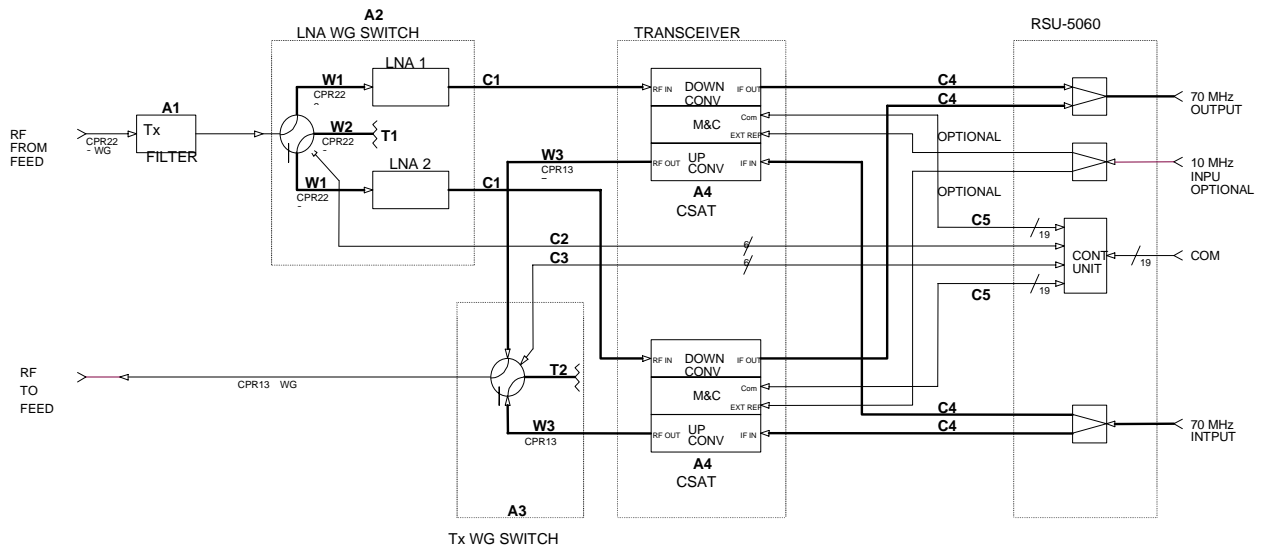 A2
LNA WG SWITCH
TRANSCEIVER
RSU-5060
LNA 1
W1
CPR22
C1
RF IN
DOWN
CONV
IF OUT
C4
C4
70 MHz
OUTPUT
A1
Tx
FILTER
RF
FROM
FEED
CPR22
WG
W2
CPR22
T1
M&C
Com
EXT REF
OPTIONAL
W3
CPR13
RF OUT
UP
CONV
IF IN
10 MHz
INPU
OPTIONAL
LNA 2
W1
CPR22
C1
A4
CSAT
OPTIONAL
C5
19
C2
6
C3
6
CONT
UNIT
19
COM
C5
19
RF
TO
FEED
CPR13 WG
T2
RF IN
DOWN
CONV
IF OUT
M&C
Com
EXT REF
W3
CPR13
RF OUT
UP
CONV
IF IN
C4
C4
70 MHz
INTPUT
A4
CSAT
A3
Tx WG SWITCH